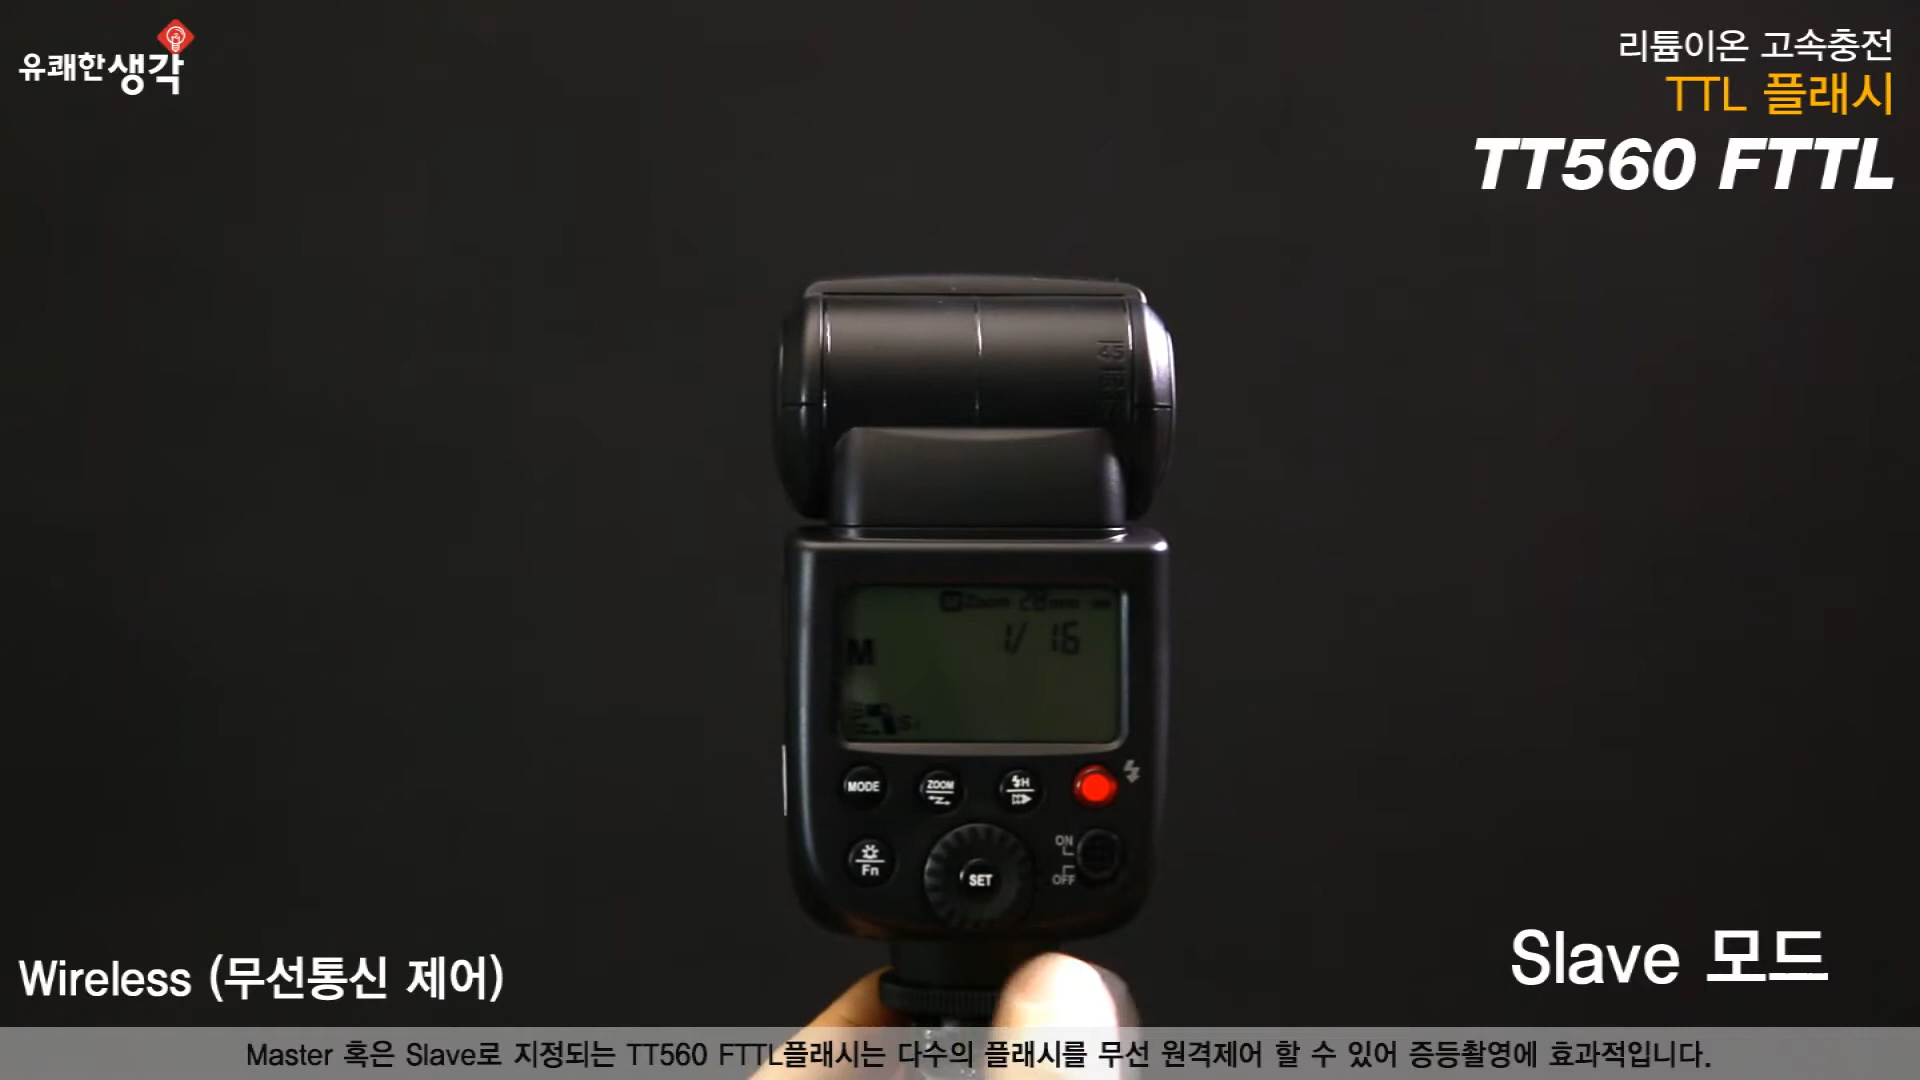 유쾌한생각
리튬이온 고속충전
TTL 플래시
TT560 FTTL
45
Zoom 28mm
M
1/ 16
MODE
ZOOM
H
ON
OFF
Fn
SET
Wireless (무선통신 제어)
Slave 모드
Master 혹은 Slave로 지정되는 TT560 FTTL플래시는 다수의 플래시를 무선 원격제어 할 수 있어 증등촬영에 효과적입니다.